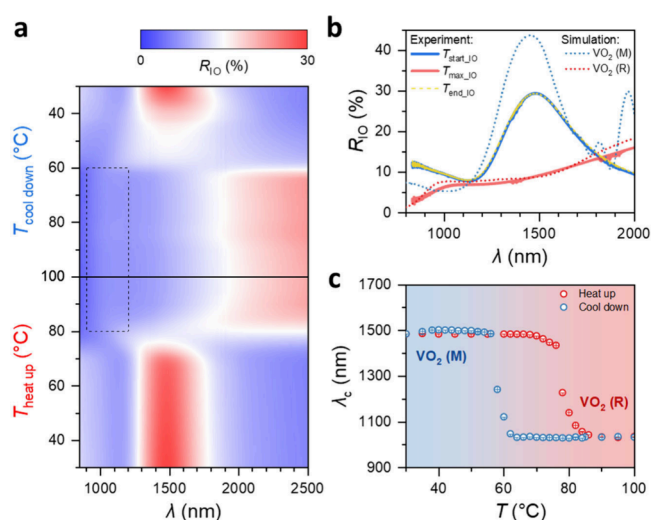 a
0 30
R_IO (%)
T_cool down (°C)
T_heat up (°C)
40
60
80
100
80
60
40
1000 1500 2000 2500
λ (nm)
b
Experiment:
T_start_IO
T_max_IO
T_end_IO
Simulation:
VO₂ (M)
VO₂ (R)
R_IO (%)
40
30
20
10
0
1000 1500 2000
λ (nm)
c
Heat up
Cool down
VO₂ (M)
VO₂ (R)
λ_c (nm)
1700
1500
1300
1100
900
40 60 80 100
T (°C)